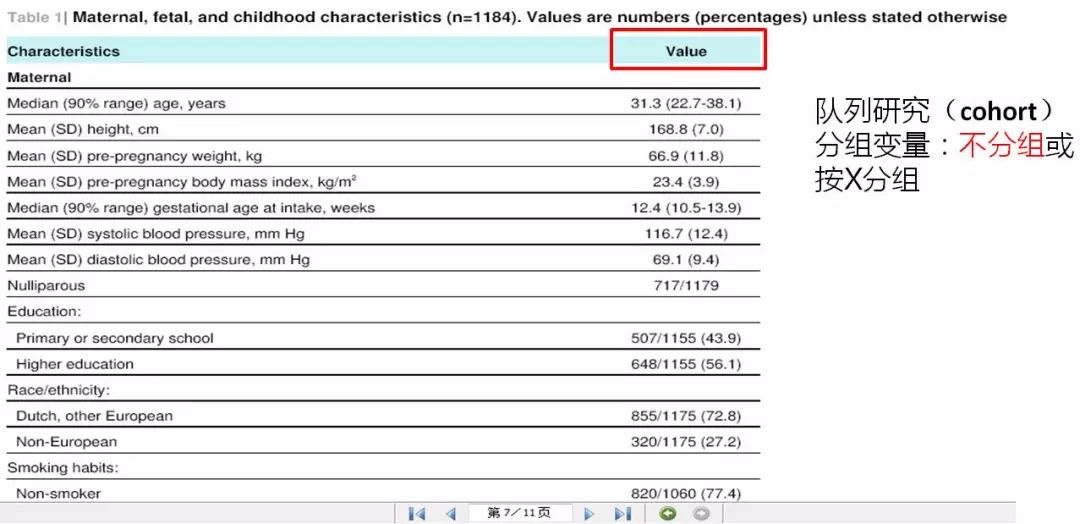 Table 1| Maternal, fetal, and childhood characteristics (n=1184). Values are numbers (percentages) unless stated otherwise
Characteristics Value
Maternal
Median (90% range) age, years 31.3 (22.7-38.1)
Mean (SD) height, cm 168.8 (7.0)
Mean (SD) pre-pregnancy weight, kg 66.9 (11.8)
Mean (SD) pre-pregnancy body mass index, kg/m² 23.4 (3.9)
Median (90% range) gestational age at intake, weeks 12.4 (10.5-13.9)
Mean (SD) systolic blood pressure, mm Hg 116.7 (12.4)
Mean (SD) diastolic blood pressure, mm Hg 69.1 (9.4)
Nulliparous 717/1179
Education:
Primary or secondary school 507/1155 (43.9)
Higher education 648/1155 (56.1)
Race/ethnicity:
Dutch, other European 855/1175 (72.8)
Non-European 320/1175 (27.2)
Smoking habits:
Non-smoker 820/1060 (77.4)
队列研究（cohort）
分组变量：不分组或
按X分组
第 7／11 页